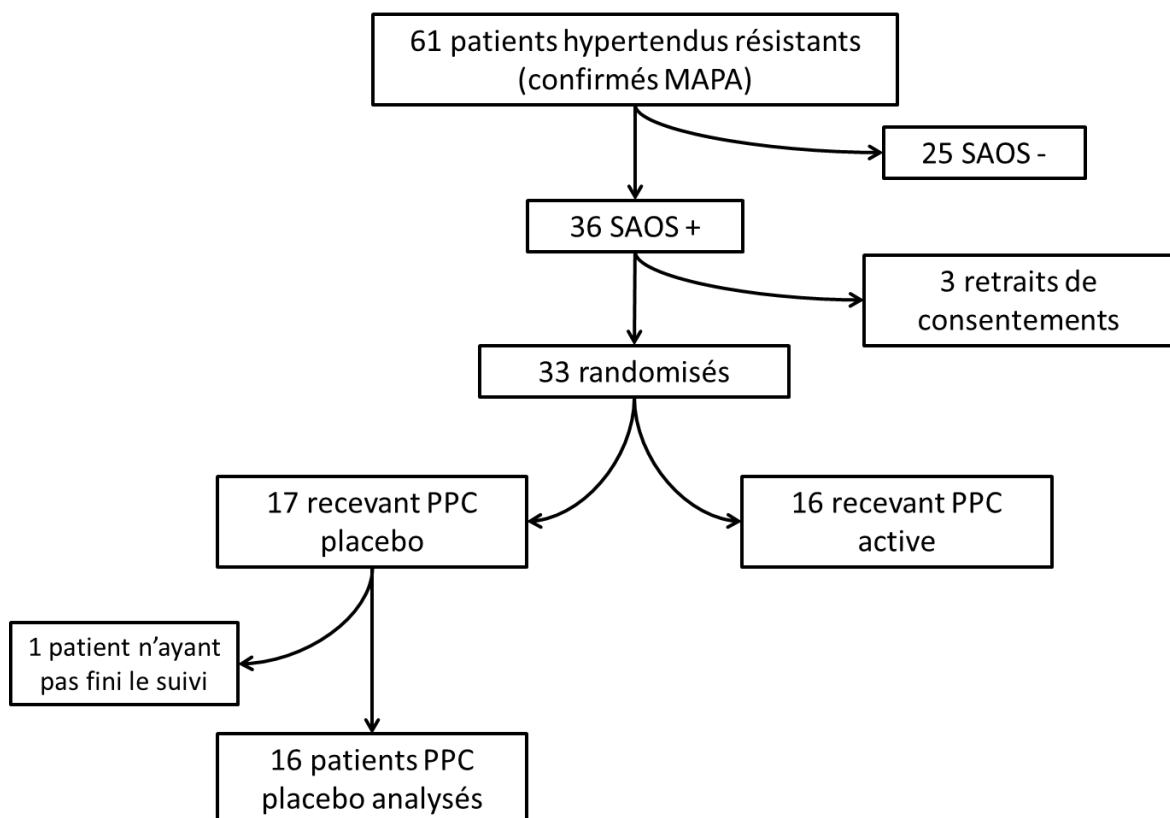 61 patients hypertendus résistants
(confirmés MAPA)
25 SAOS -
36 SAOS +
3 retraits de
consentements
33 randomisés
17 recevant PPC
placebo
16 recevant PPC
active
1 patient n’ayant
pas fini le suivi
16 patients PPC
placebo analysés